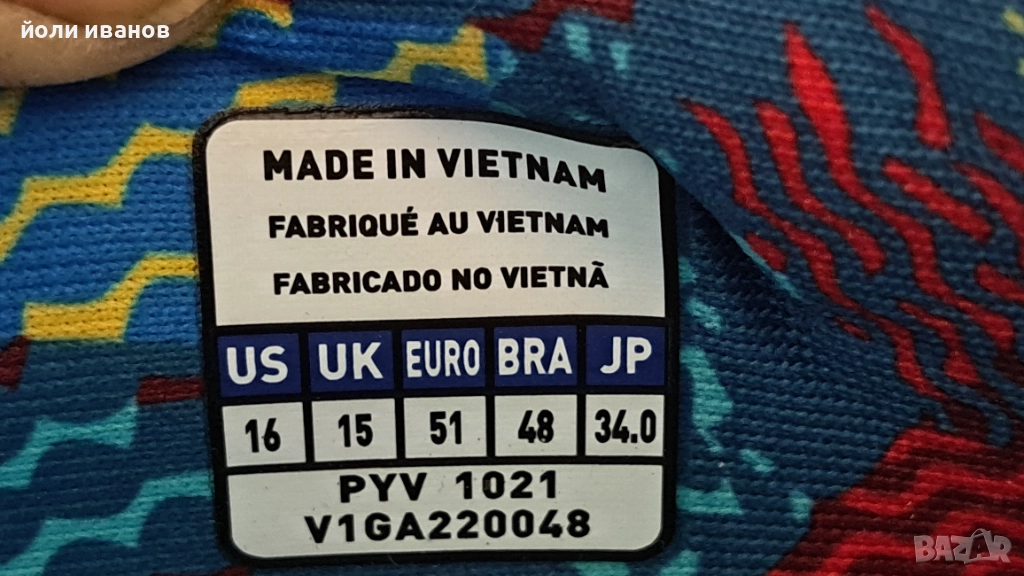 йоли иванов
MADE IN VIETNAM
FABRIQUÉ AU VIETNAM
FABRICADO NO VIETNÃ
US UK EURO BRA JP
16 15 51 48 34.0
PYV 1021
V1GA220048
BAZAR